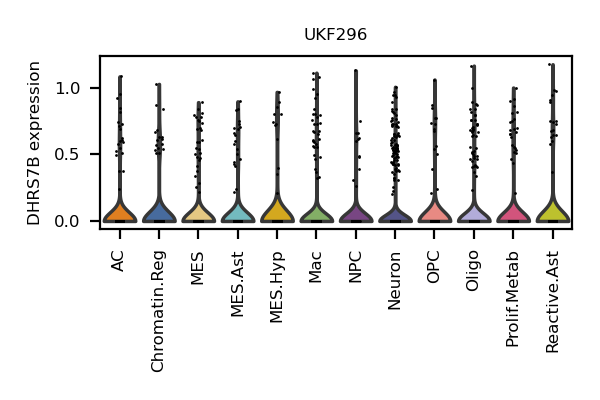 UKF296
DHRS7B expression
1.0
0.5
0.0
AC
Chromatin.Reg
MES
MES.Ast
MES.Hyp
Mac
NPC
Neuron
OPC
Oligo
Prolif.Metab
Reactive.Ast